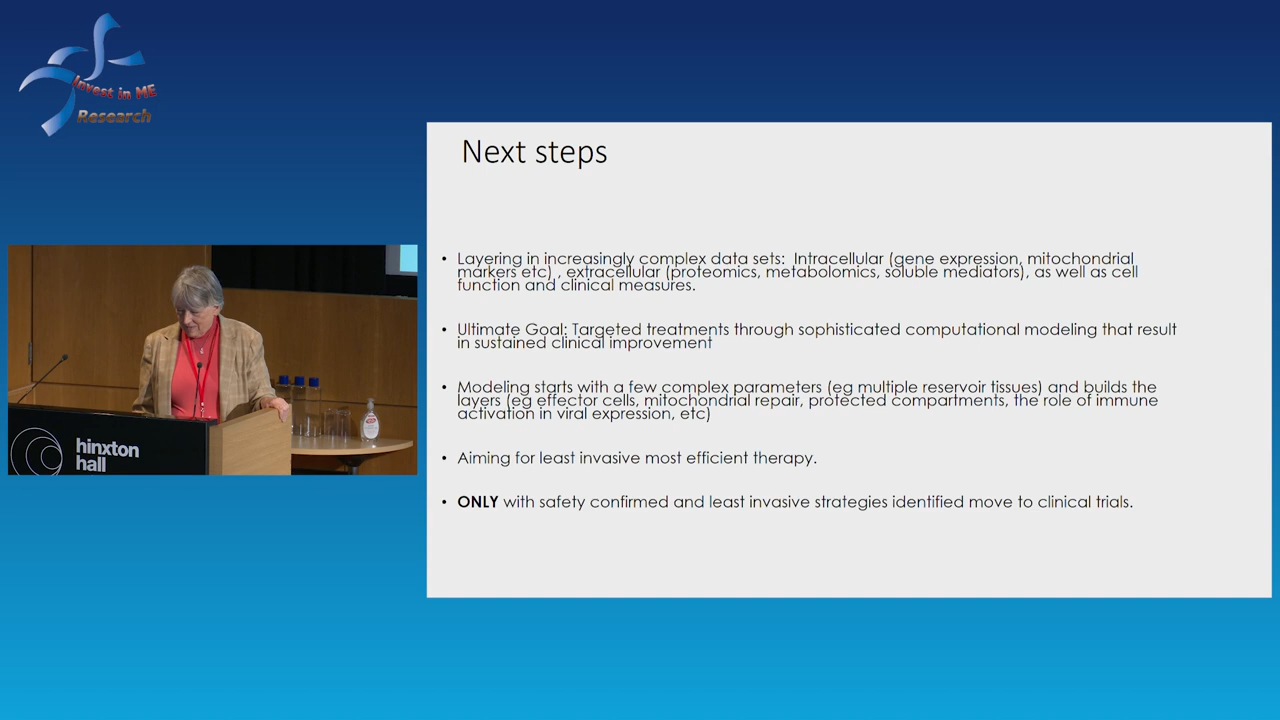 Invest in ME
Research
Next steps
• Layering in increasingly complex data sets:  Intracellular (gene expression, mitochondrial
markers etc) , extracellular (proteomics, metabolomics, soluble mediators), as well as cell
function and clinical measures.
• Ultimate Goal: Targeted treatments through sophisticated computational modeling that result
in sustained clinical improvement
• Modeling starts with a few complex parameters (eg multiple reservoir tissues) and builds the
layers (eg effector cells, mitochondrial repair, protected compartments, the role of immune
activation in viral expression, etc)
• Aiming for least invasive most efficient therapy.
• ONLY with safety confirmed and least invasive strategies identified move to clinical trials.
hinxton
hall